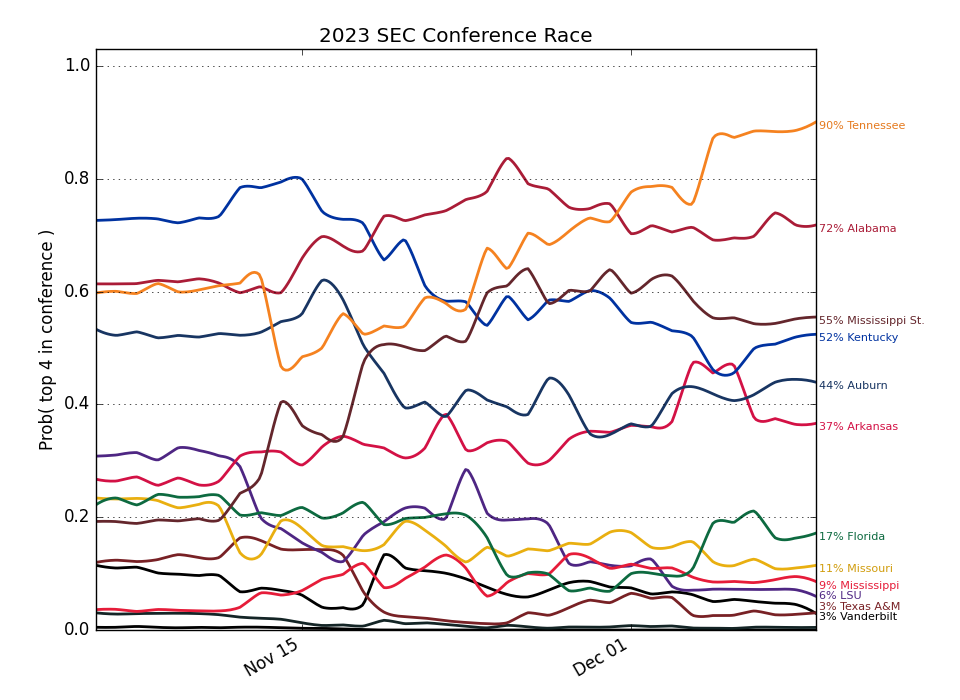 2023 SEC Conference Race
Prob( top 4 in conference )
1.0
0.8
0.6
0.4
0.2
0.0
Nov 15
Dec 01
90% Tennessee
72% Alabama
55% Mississippi St.
52% Kentucky
44% Auburn
37% Arkansas
17% Florida
11% Missouri
9% Mississippi
6% LSU
3% Texas A&M
3% Vanderbilt